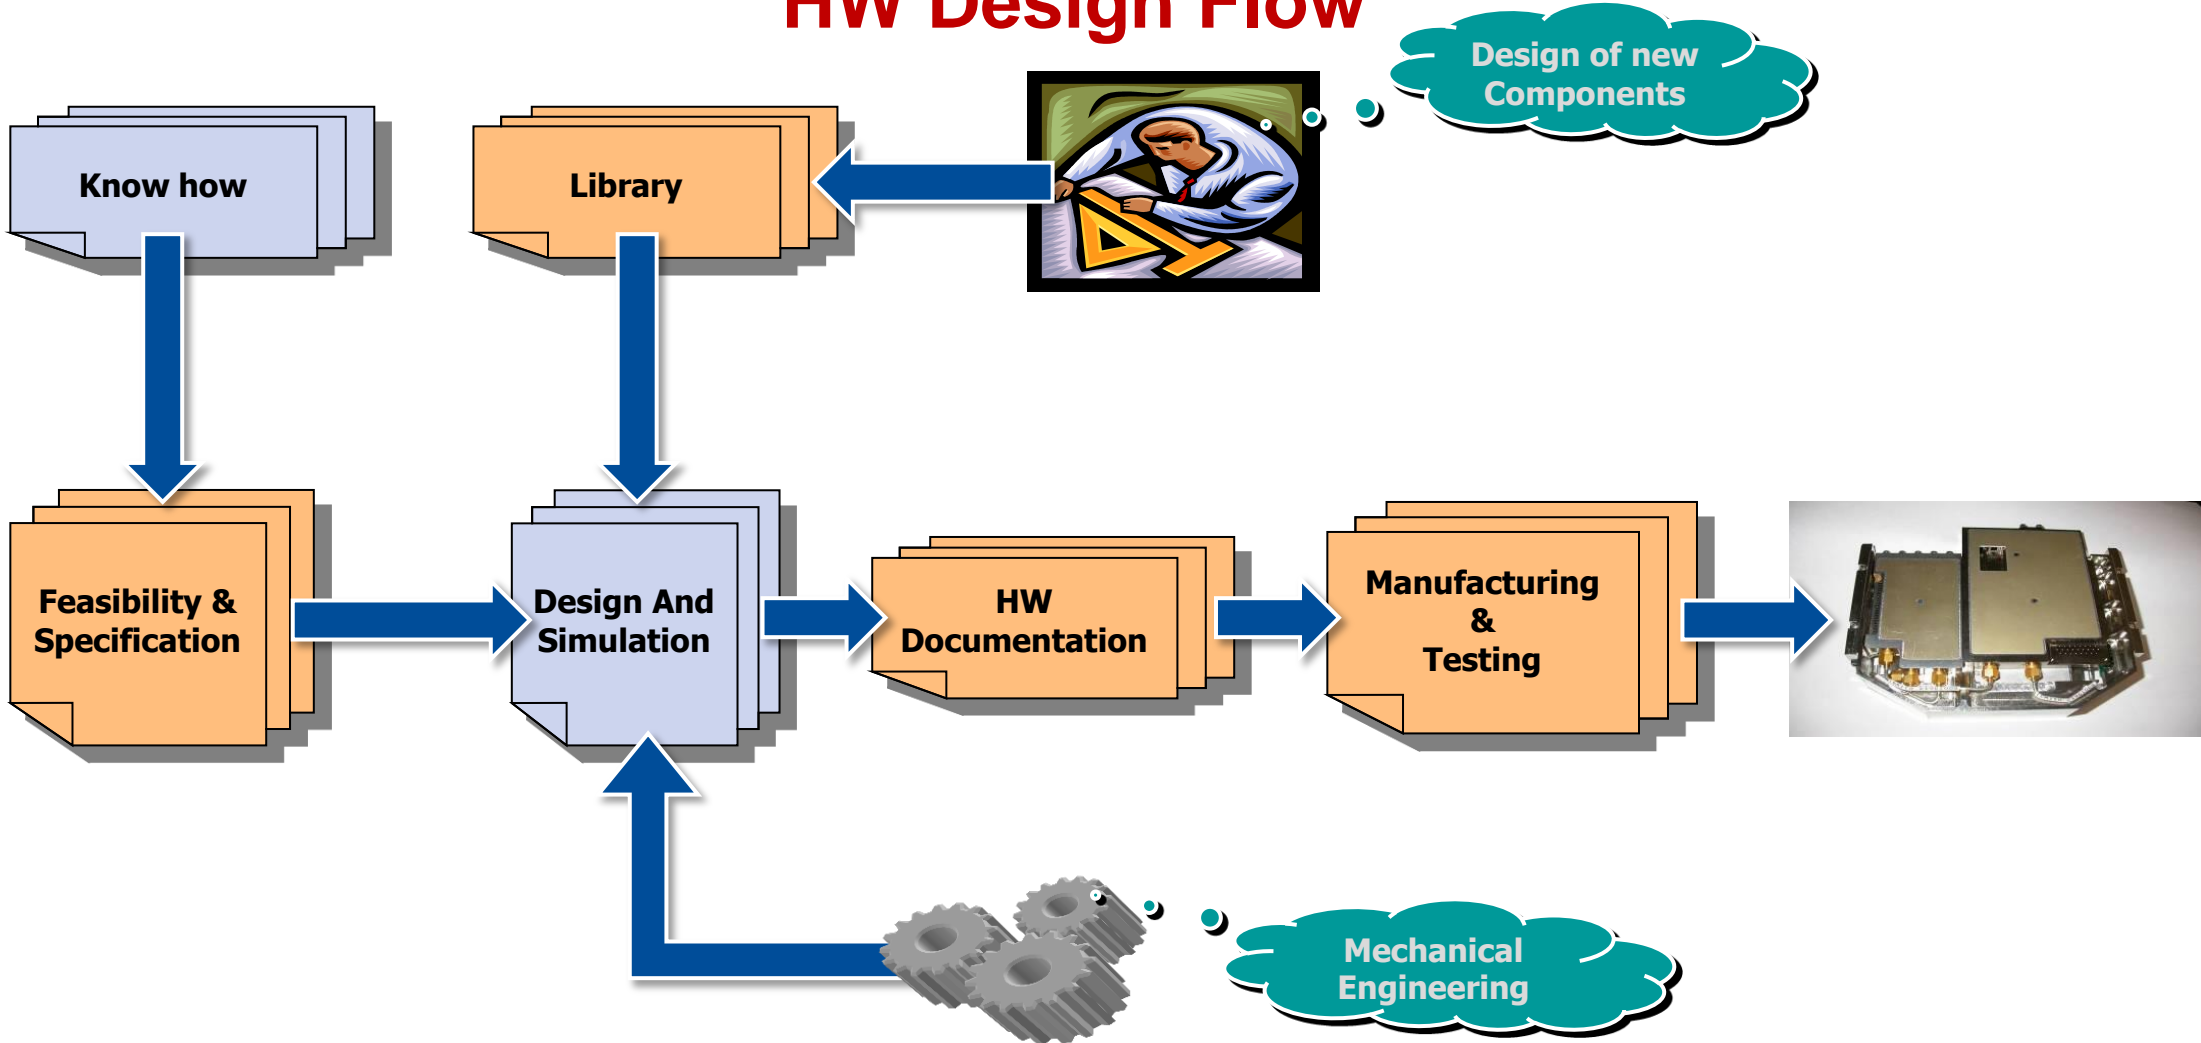 HW Design Flow
Design of new
Components
Know how
Library
Feasibility &
Specification
Design And
Simulation
HW
Documentation
Manufacturing
&
Testing
Mechanical
Engineering